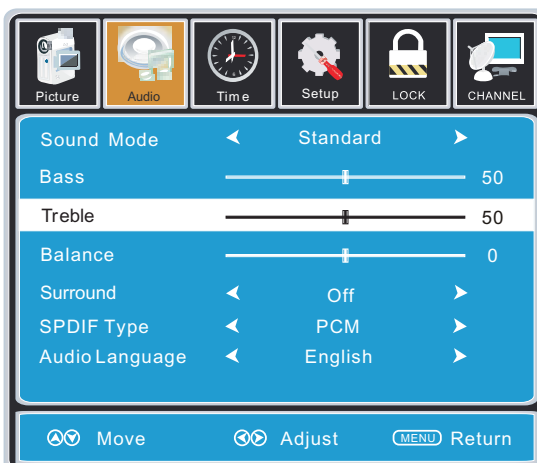 Picture Audio Time Setup LOCK CHANNEL
Sound Mode Standard
Bass 50
Treble 50
Balance 0
Surround Off
SPDIF Type PCM
Audio Language English
Move Adjust MENU Return